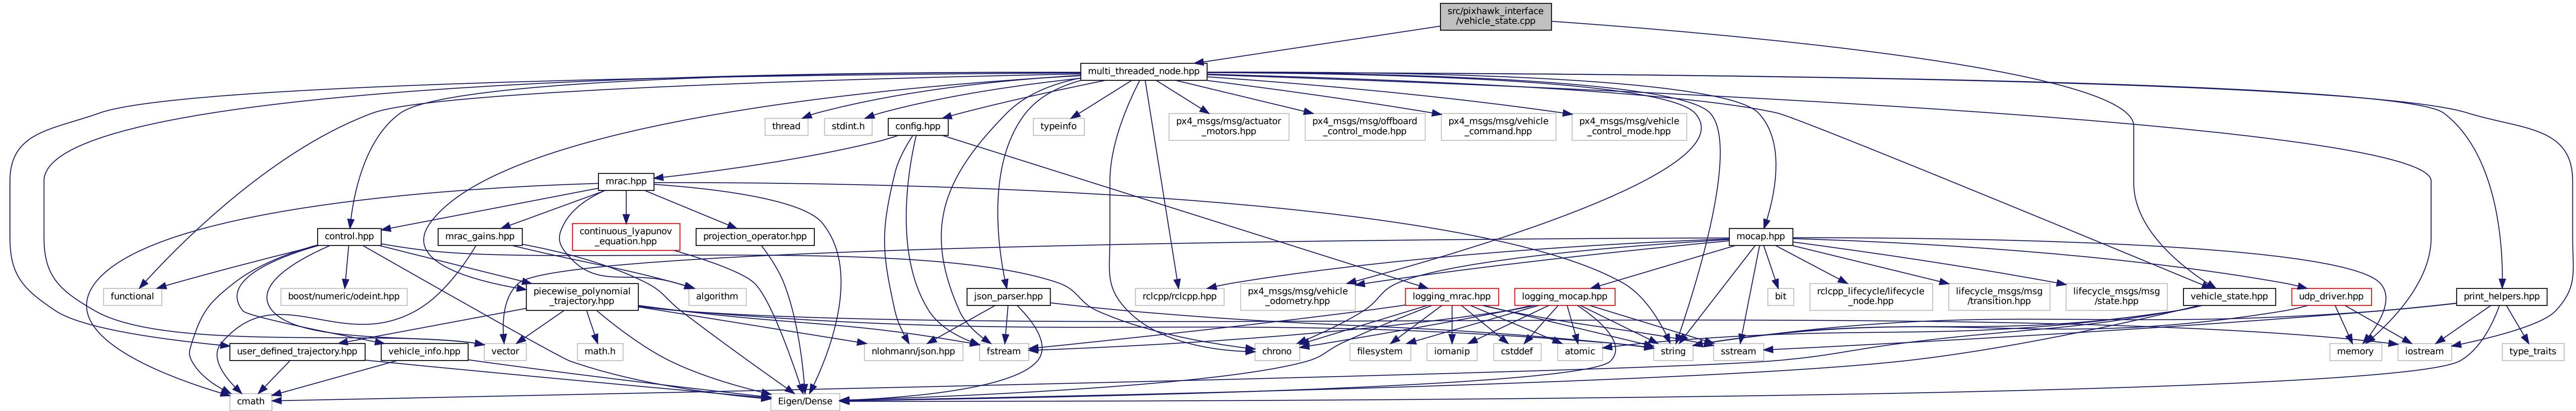 src/pixhawk_interface
/vehicle_state.cpp
multi_threaded_node.hpp
thread
stdint.h
config.hpp
typeinfo
px4_msgs/msg/actuator
_motors.hpp
px4_msgs/msg/offboard
_control_mode.hpp
px4_msgs/msg/vehicle
_command.hpp
px4_msgs/msg/vehicle
_control_mode.hpp
mrac.hpp
control.hpp
mrac_gains.hpp
continuous_lyapunov
_equation.hpp
projection_operator.hpp
mocap.hpp
functional
boost/numeric/odeint.hpp
piecewise_polynomial
_trajectory.hpp
algorithm
json_parser.hpp
rclcpp/rclcpp.hpp
px4_msgs/msg/vehicle
_odometry.hpp
logging_mrac.hpp
logging_mocap.hpp
bit
rclcpp_lifecycle/lifecycle
_node.hpp
lifecycle_msgs/msg
/transition.hpp
lifecycle_msgs/msg
/state.hpp
vehicle_state.hpp
udp_driver.hpp
print_helpers.hpp
user_defined_trajectory.hpp
vehicle_info.hpp
vector
math.h
nlohmann/json.hpp
fstream
chrono
filesystem
iomanip
cstddef
atomic
string
sstream
memory
iostream
type_traits
cmath
Eigen/Dense